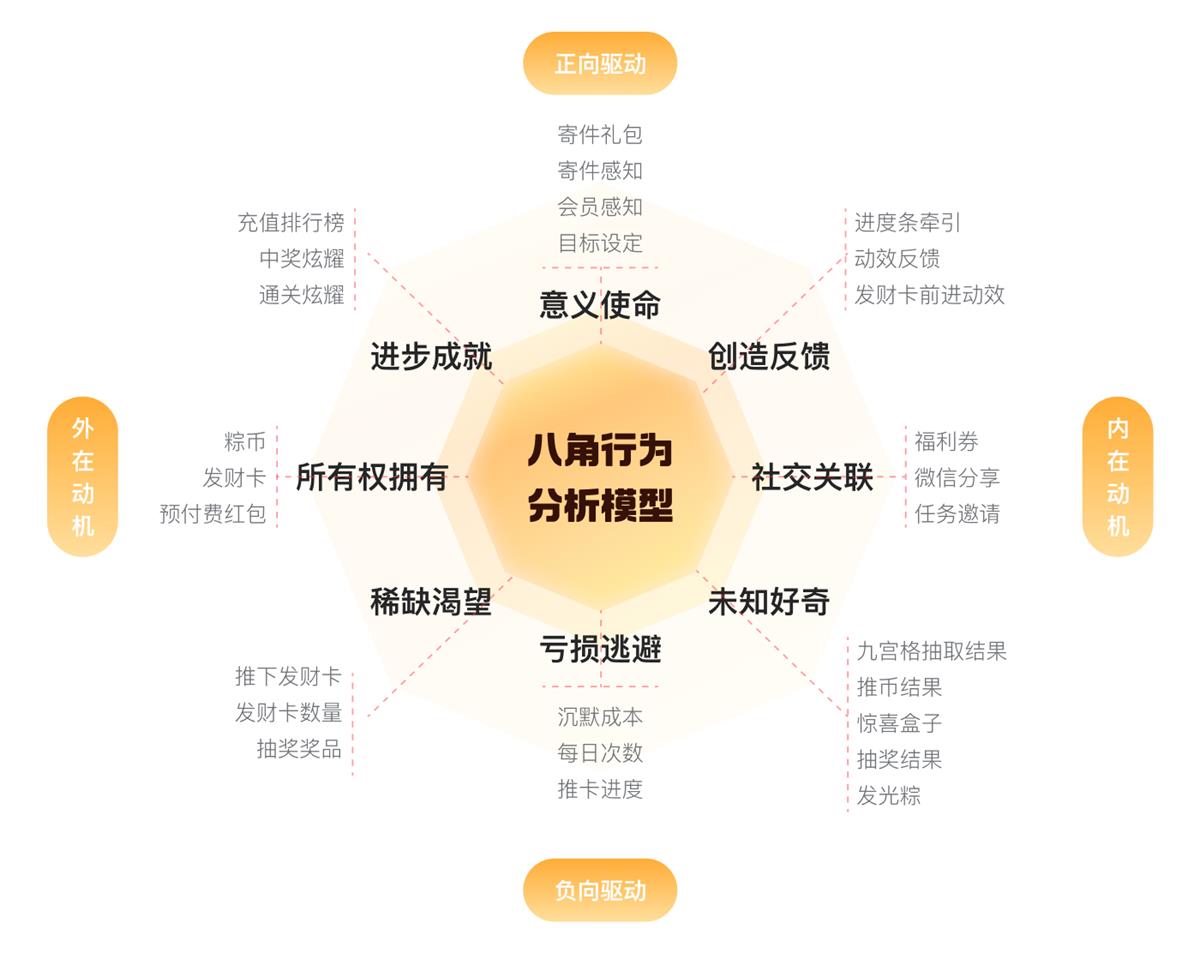 正向驱动
寄件礼包
寄件感知
会员感知
目标设定
意义使命
充值排行榜
中奖炫耀
通关炫耀
进步成就
进度条牵引
动效反馈
发财卡前进动效
创造反馈
外在动机
粽币
发财卡
预付费红包
所有权拥有
八角行为
分析模型
社交关联
福利券
微信分享
任务邀请
内在动机
稀缺渴望
推下发财卡
发财卡数量
抽奖奖品
亏损逃避
沉默成本
每日次数
推卡进度
未知好奇
九宫格抽取结果
推币结果
惊喜盒子
抽奖结果
发光粽
负向驱动